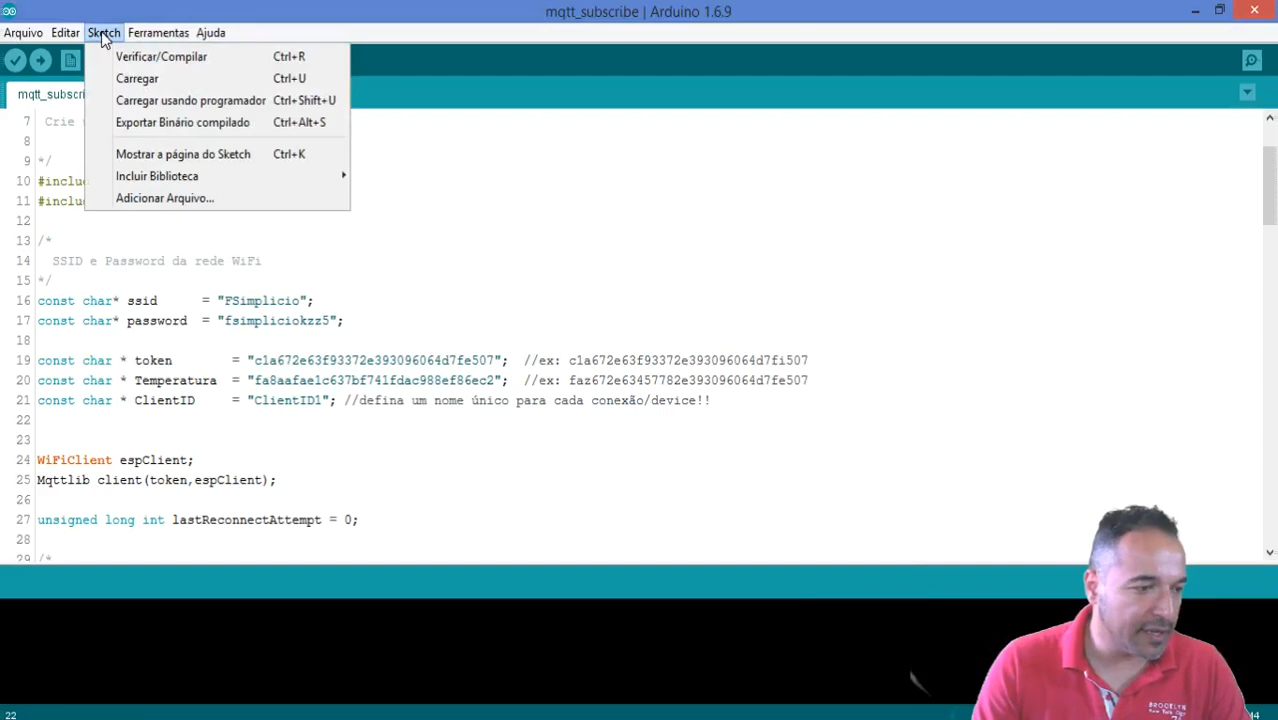 mqtt_subscribe | Arduino 1.6.9
Arquivo Editar Sketch Ferramentas Ajuda
Verificar/Compilar Ctrl+R
Carregar Ctrl+U
Carregar usando programador Ctrl+Shift+U
Exportar Binário compilado Ctrl+Alt+S
Mostrar a página do Sketch Ctrl+K
Incluir Biblioteca
Adicionar Arquivo...
mqtt_subscri
7 Crie
8
9 */
10 #inclu
11 #inclu
12
13 /*
14 SSID e Password da rede WiFi
15 */
16 const char* ssid = "FSimplicio";
17 const char* password = "fsimpliciokzz5";
18
19 const char * token = "c1a672e63f93372e393096064d7fe507"; //ex: c1a672e63f93372e393096064d7fi507
20 const char * Temperatura = "fa8aafae1c637bf741fdac988ef86ec2"; //ex: faz672e63457782e393096064d7fe507
21 const char * ClientID = "ClientID1"; //defina um nome único para cada conexão/device!!
22
23
24 WiFiClient espClient;
25 Mqttlib client(token,espClient);
26
27 unsigned long int lastReconnectAttempt = 0;
28
29 /*
BROOKLYN
22